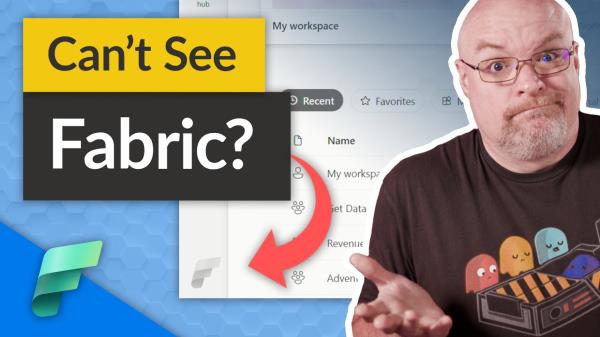 hub
My workspace
Can't See
Fabric?
Recent
Favorites
Name
My workspa
Get Data
Revenue
Adven